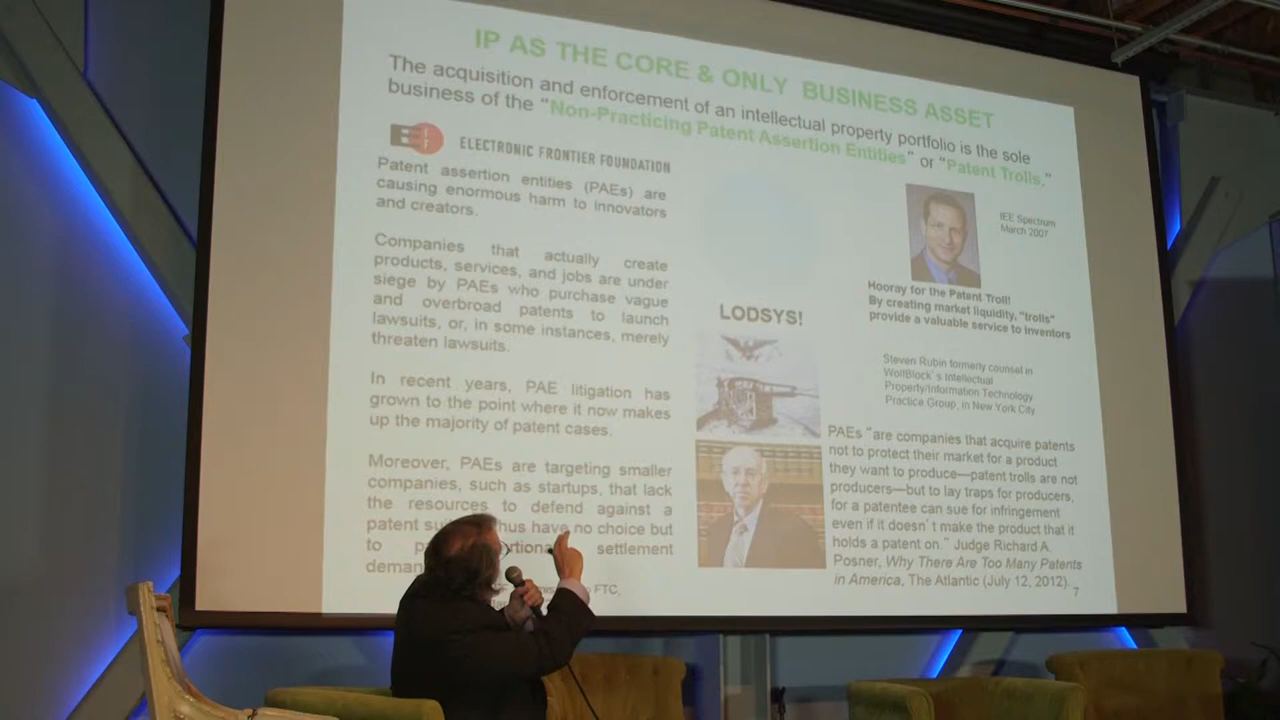 IP AS THE CORE & ONLY BUSINESS ASSET
The acquisition and enforcement of an intellectual property portfolio is the sole
business of the "Non-Practicing Patent Assertion Entities" or "Patent Trolls."
ELECTRONIC FRONTIER FOUNDATION
Patent assertion entities (PAEs) are
causing enormous harm to innovators
and creators.
Companies that actually create
products, services, and jobs are under
siege by PAEs who purchase vague
and overbroad patents to launch
lawsuits, or, in some instances, merely
threaten lawsuits.
In recent years, PAE litigation has
grown to the point where it now makes
up the majority of patent cases.
Moreover, PAEs are targeting smaller
companies, such as startups, that lack
the resources to defend against a
patent have no choice but
to settlement
FTC,
LODSYS!
IEE Spectrum
March 2007
Hooray for the Patent Troll!
By creating market liquidity, "trolls"
provide a valuable service to inventors
Steven Rubin formerly counsel in
WolfBlock's Intellectual
Property/Information Technology
Practice Group, in New York City
PAEs "are companies that acquire patents
not to protect their market for a product
they want to produce—patent trolls are not
producers—but to lay traps for producers,
for a patentee can sue for infringement
even if it doesn't make the product that it
holds a patent on." Judge Richard A.
Posner, Why There Are Too Many Patents
in America, The Atlantic (July 12, 2012)
7